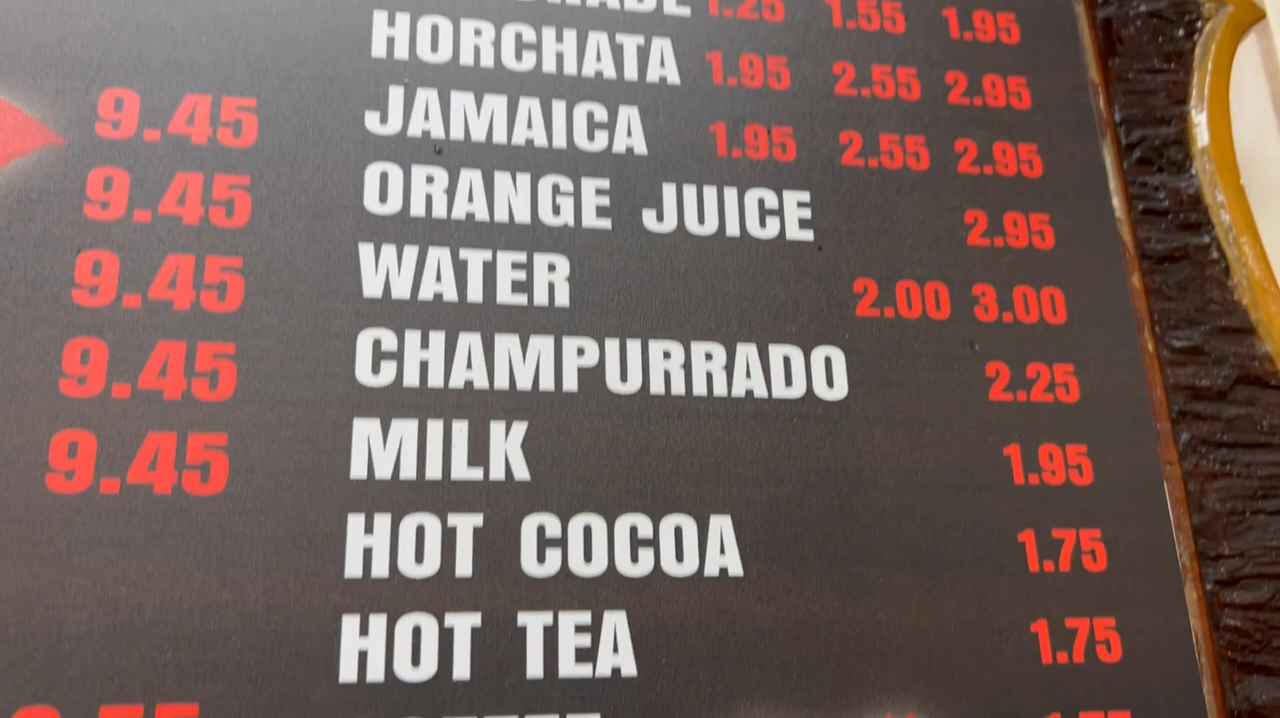 1.25 1.55 1.95
HORCHATA 1.95 2.55 2.95
9.45 JAMAICA 1.95 2.55 2.95
9.45 ORANGE JUICE 2.95
9.45 WATER 2.00 3.00
9.45 CHAMPURRADO 2.25
9.45 MILK 1.95
HOT COCOA 1.75
HOT TEA 1.75